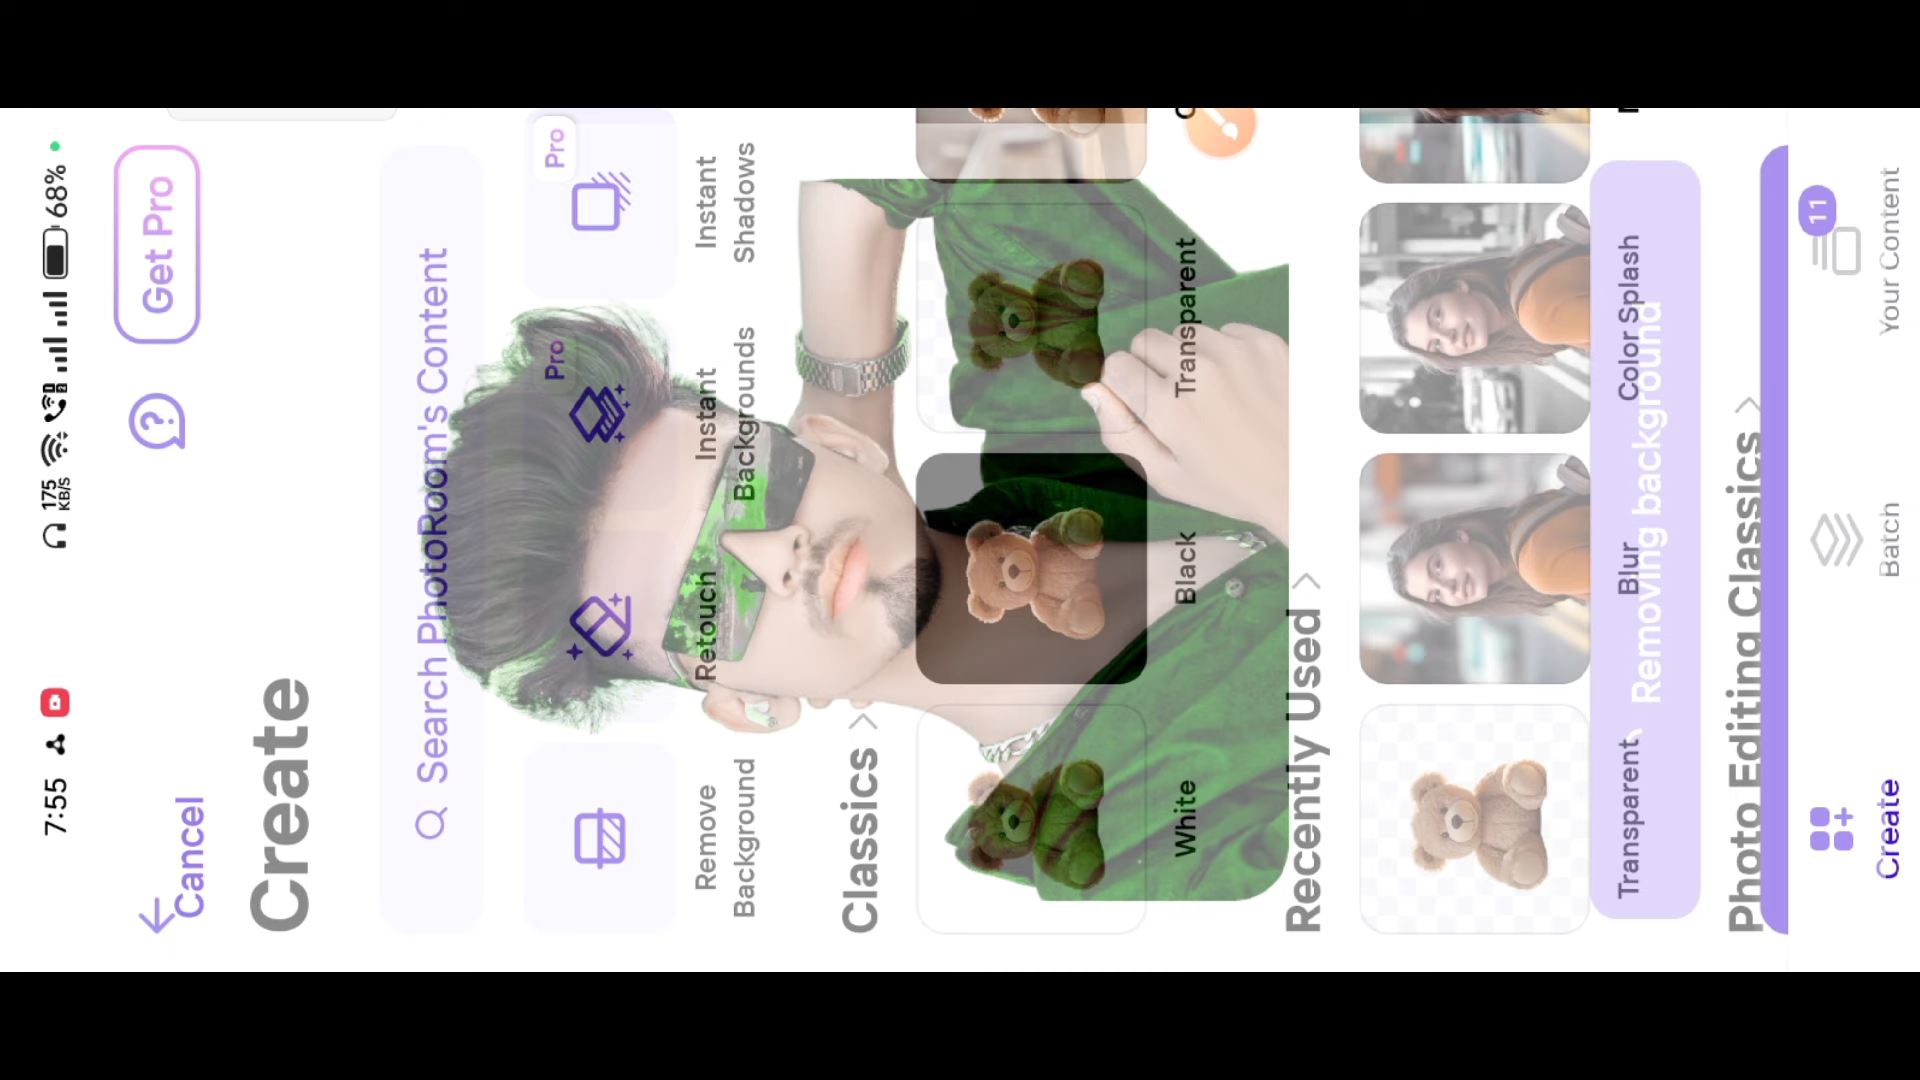 7:55
175
KB/S
68%
Cancel
Get Pro
Create
Search PhotoRoom's Content
Pro
Pro
Remove
Background
Retouch
Instant
Backgrounds
Instant
Shadows
Classics >
White
Black
Transparent
Recently Used >
Transparent
Blur
Color Splash
Removing background
Photo Editing Classics >
Create
Batch
11
Your Content